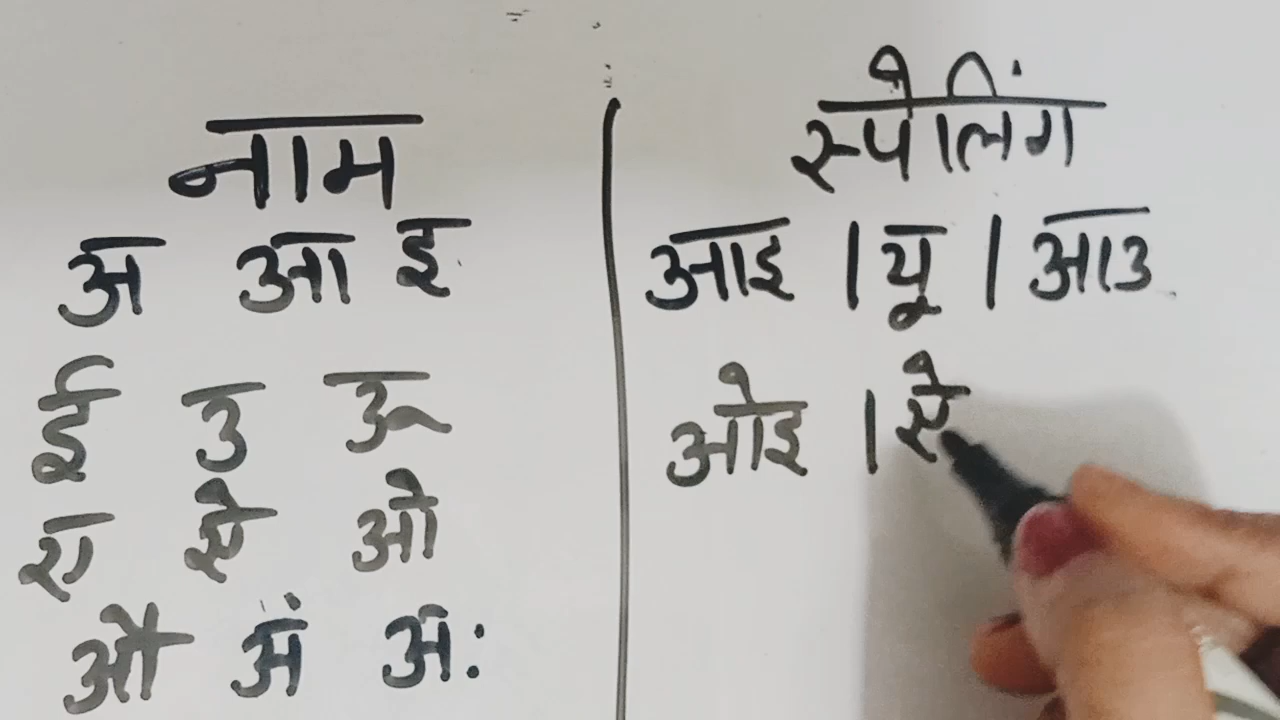 नाम
अ आ इ
ई उ ऊ
ए ऐ ओ
औ अं अः
स्पेलिंग
आइ | यू | आउ
ओइ | ऐ